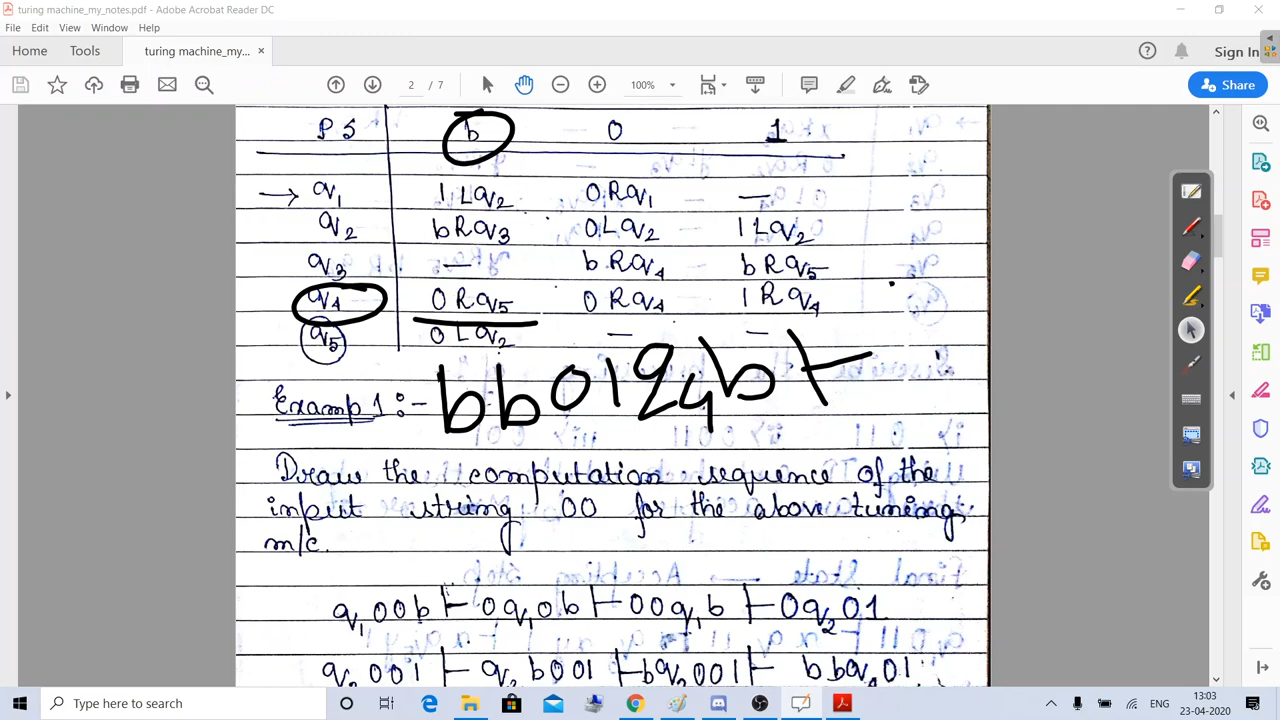 turing machine_my_notes.pdf - Adobe Acrobat Reader DC
File Edit View Window Help
Home Tools turing machine_my... × Sign In
2 / 7 100% Share
PS b 0 1
→ q1 1Lq2 0Rq1 —
q2 bRq3 0Lq2 1Lq2
q3 — bRq4 bRq5
q4 0Rq5 0Rq4 1Rq4
q5 0Lq2 — —
bb01q4b⊢
Examp 1:-
Draw the computation sequence of the
input string 00 for the above tuning
m/c.
q100b ⊢ 0q10b ⊢ 00q1b ⊢ 0q201
q2001 ⊢ q2b001 ⊢ bq3001 ⊢ bbq401
Type here to search
ENG
13:03
23-04-2020